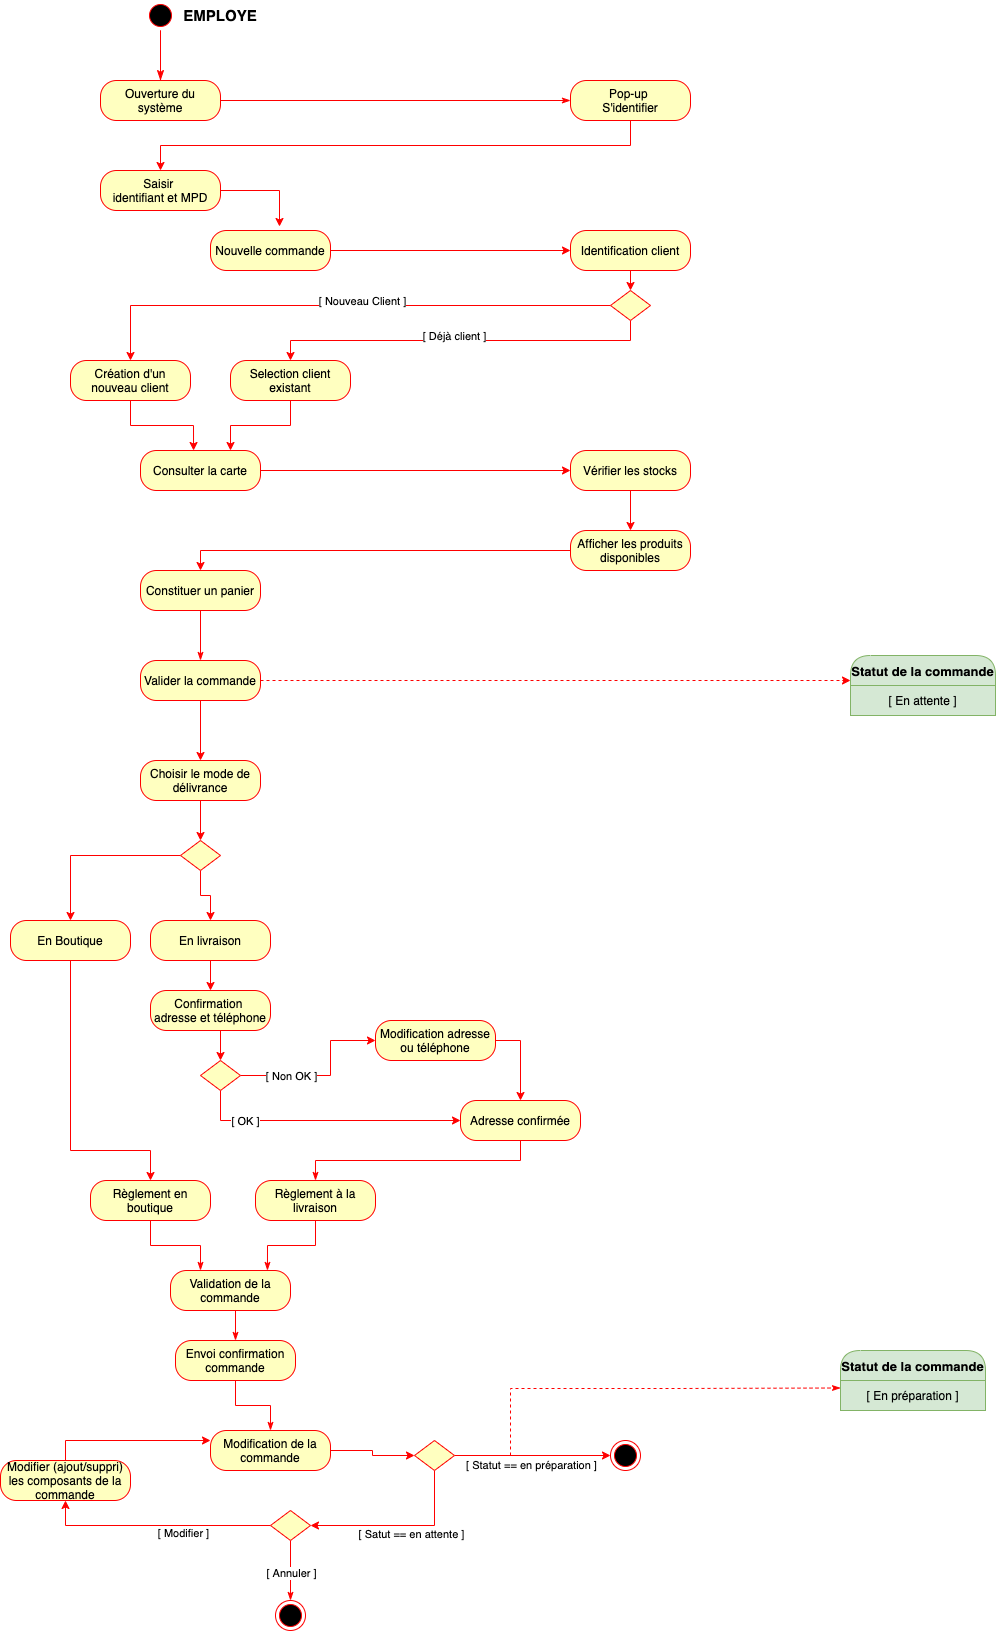 EMPLOYE
Ouverture du
système
Pop-up
S'identifier
Saisir
identifiant et MPD
Nouvelle commande
Identification client
[ Nouveau Client ]
[ Déjà client ]
Création d'un
nouveau client
Selection client
existant
Consulter la carte
Vérifier les stocks
Afficher les produits
disponibles
Constituer un panier
Valider la commande
Statut de la commande
[ En attente ]
Choisir le mode de
délivrance
En Boutique
En livraison
Confirmation
adresse et téléphone
Modification adresse
ou téléphone
[ Non OK ]
[ OK ]
Adresse confirmée
Règlement en
boutique
Règlement à la
livraison
Validation de la
commande
Envoi confirmation
commande
Statut de la commande
[ En préparation ]
Modification de la
commande
[ Statut == en préparation ]
Modifier (ajout/suppri)
les composants de la
commande
[ Modifier ]
[ Satut == en attente ]
[ Annuler ]